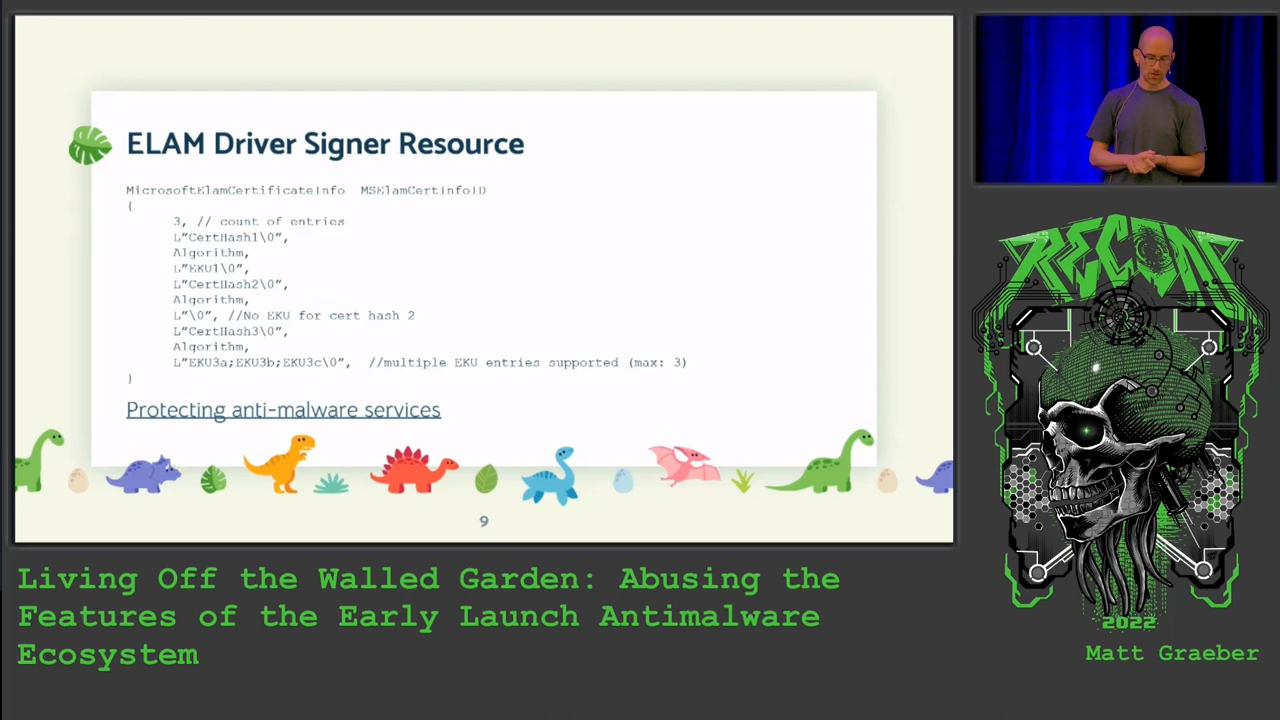 ELAM Driver Signer Resource
MicrosoftElamCertificateInfo  MSElamCertInfoID
{
3, // count of entries
L"CertHash1\0",
Algorithm,
L"EKU1\0",
L"CertHash2\0",
Algorithm,
L"\0", //No EKU for cert hash 2
L"CertHash3\0",
Algorithm,
L"EKU3a;EKU3b;EKU3c\0",  //multiple EKU entries supported (max: 3)
}
Protecting anti-malware services
9
RECON
2022
Living Off the Walled Garden: Abusing the
Features of the Early Launch Antimalware
Ecosystem
Matt Graeber